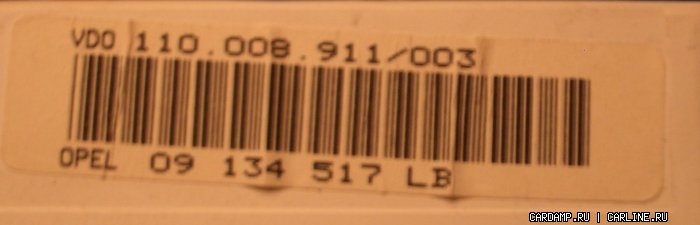 VDO 110.008.911/003
OPEL 09 134 517 LB
CARDAMP.RU | CARLINE.RU